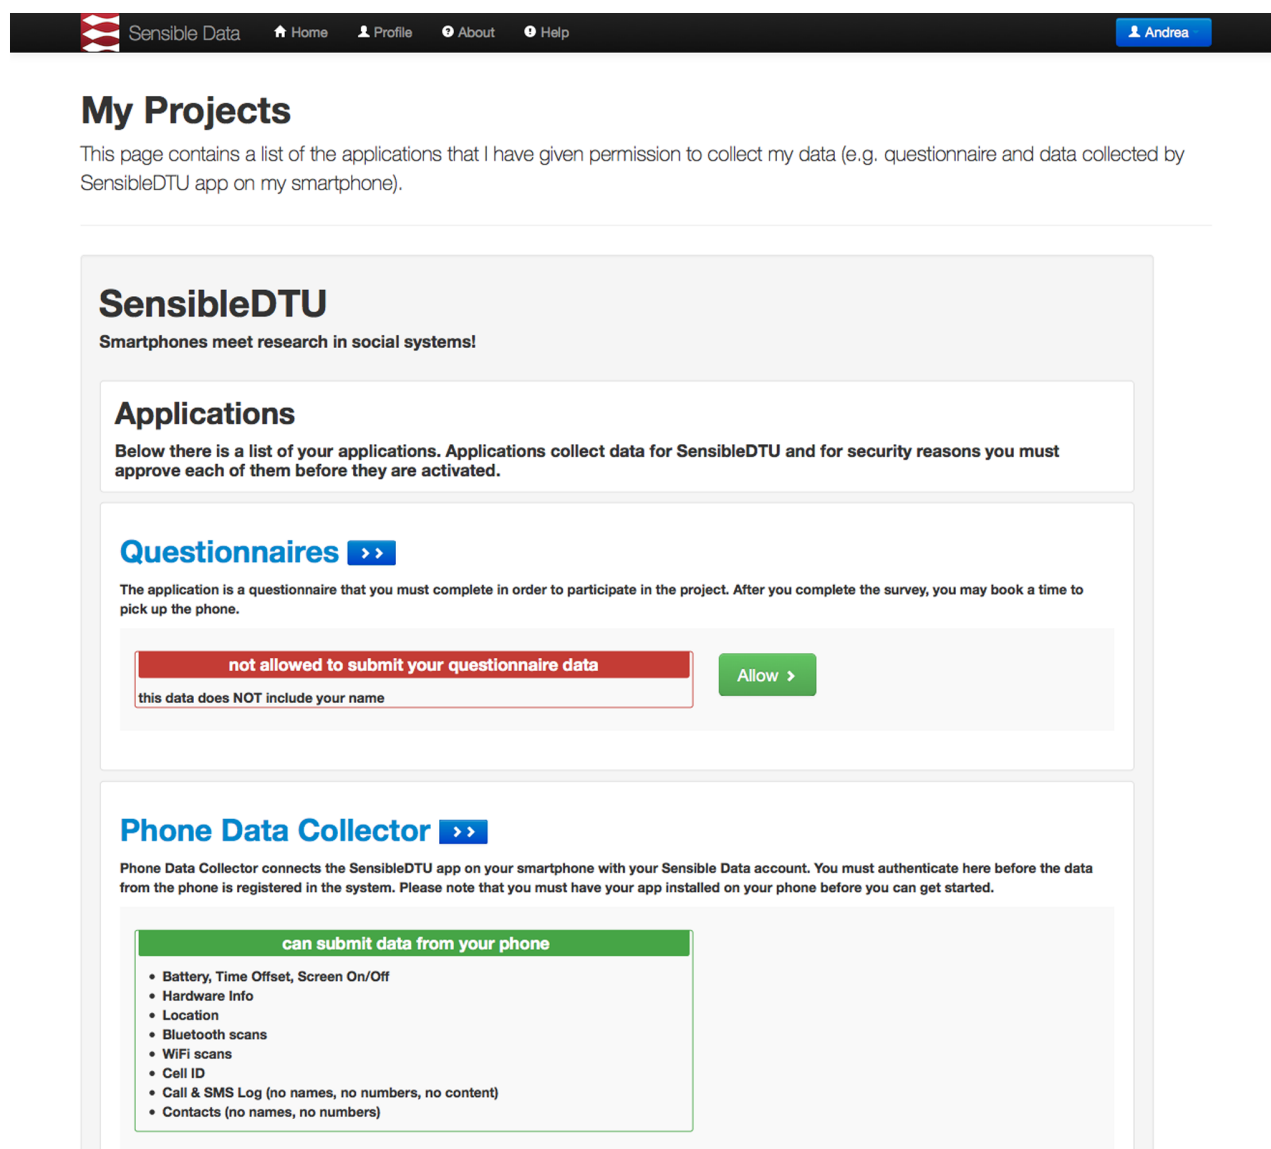 Sensible Data Home Profile About Help Andrea
My Projects
This page contains a list of the applications that I have given permission to collect my data (e.g. questionnaire and data collected by
SensibleDTU app on my smartphone).
SensibleDTU
Smartphones meet research in social systems!
Applications
Below there is a list of your applications. Applications collect data for SensibleDTU and for security reasons you must
approve each of them before they are activated.
Questionnaires
The application is a questionnaire that you must complete in order to participate in the project. After you complete the survey, you may book a time to
pick up the phone.
not allowed to submit your questionnaire data
this data does NOT include your name
Allow
Phone Data Collector
Phone Data Collector connects the SensibleDTU app on your smartphone with your Sensible Data account. You must authenticate here before the data
from the phone is registered in the system. Please note that you must have your app installed on your phone before you can get started.
can submit data from your phone
• Battery, Time Offset, Screen On/Off
• Hardware Info
• Location
• Bluetooth scans
• WiFi scans
• Cell ID
• Call & SMS Log (no names, no numbers, no content)
• Contacts (no names, no numbers)